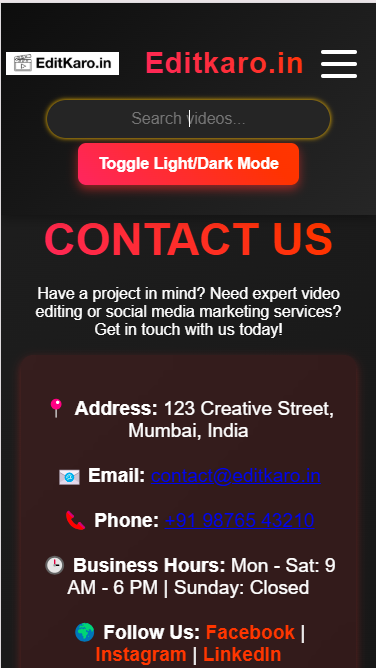 EditKaro.in
Editkaro.in
Search videos...
Toggle Light/Dark Mode
CONTACT US
Have a project in mind? Need expert video
editing or social media marketing services?
Get in touch with us today!
Address: 123 Creative Street,
Mumbai, India
Email: contact@editkaro.in
Phone: +91 98765 43210
Business Hours: Mon - Sat: 9
AM - 6 PM | Sunday: Closed
Follow Us: Facebook |
Instagram | LinkedIn